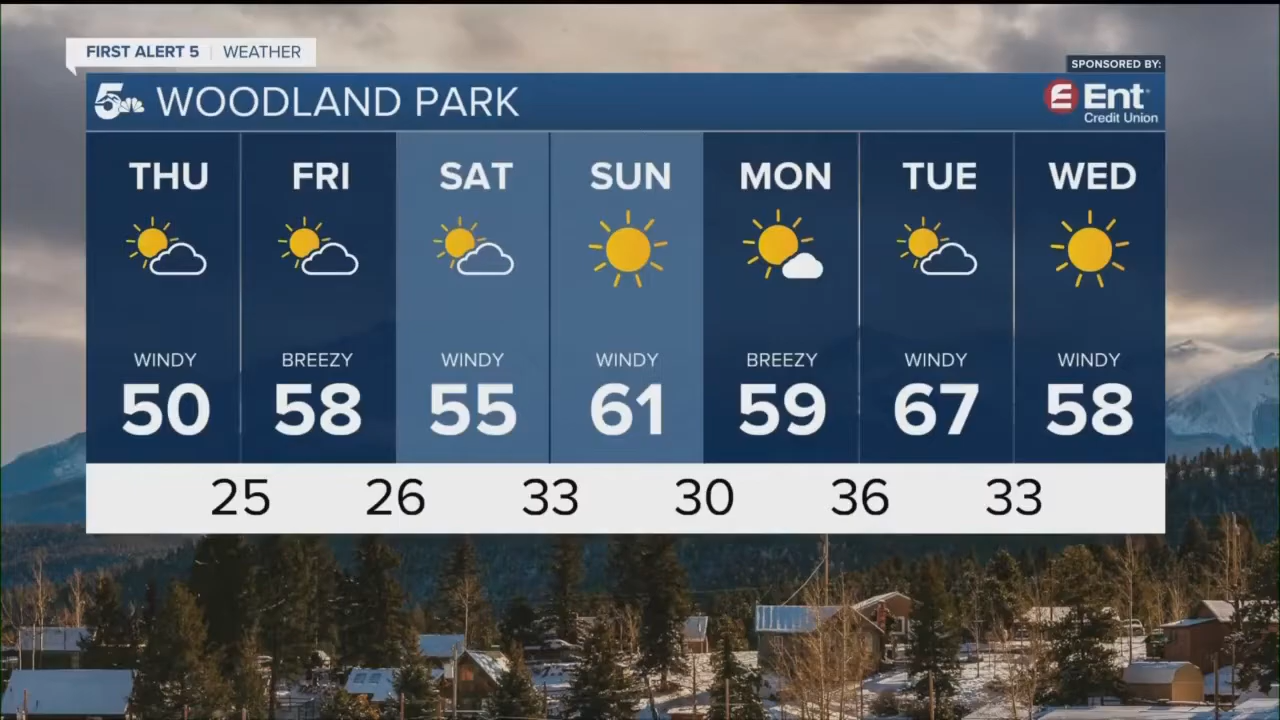 FIRST ALERT 5 | WEATHER
SPONSORED BY:
5 WOODLAND PARK
Ent
Credit Union
THU FRI SAT SUN MON TUE WED
WINDY BREEZY WINDY WINDY BREEZY WINDY WINDY
50 58 55 61 59 67 58
25 26 33 30 36 33